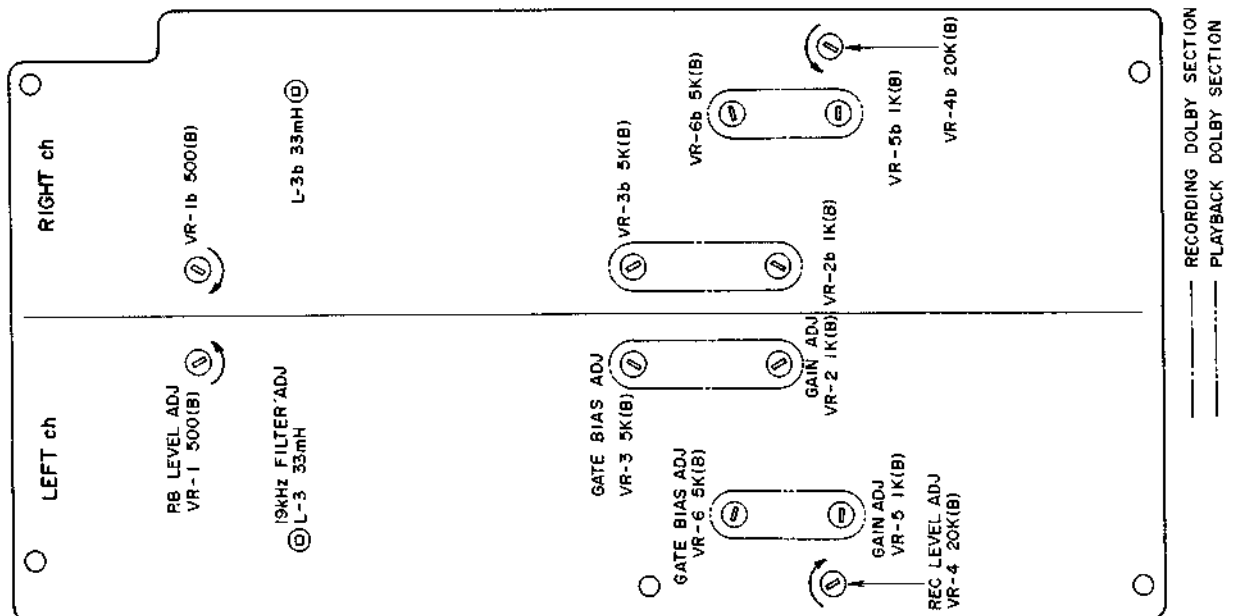 LEFT ch
RIGHT ch
P.B LEVEL ADJ
VR-1 500(B)
VR-1b 500(B)
19kHz FILTER ADJ
L-3 33mH
L-3b 33mH
GATE BIAS ADJ
VR-3 5K(B)
VR-3b 5K(B)
GATE BIAS ADJ
VR-6 5K(B)
VR-6b 5K(B)
GAIN ADJ
VR-2 1K(B)
VR-2b 1K(B)
GAIN ADJ
VR-5 1K(B)
VR-5b 1K(B)
REC LEVEL ADJ
VR-4 20K(B)
VR-4b 20K(B)
RECORDING DOLBY SECTION
PLAYBACK DOLBY SECTION